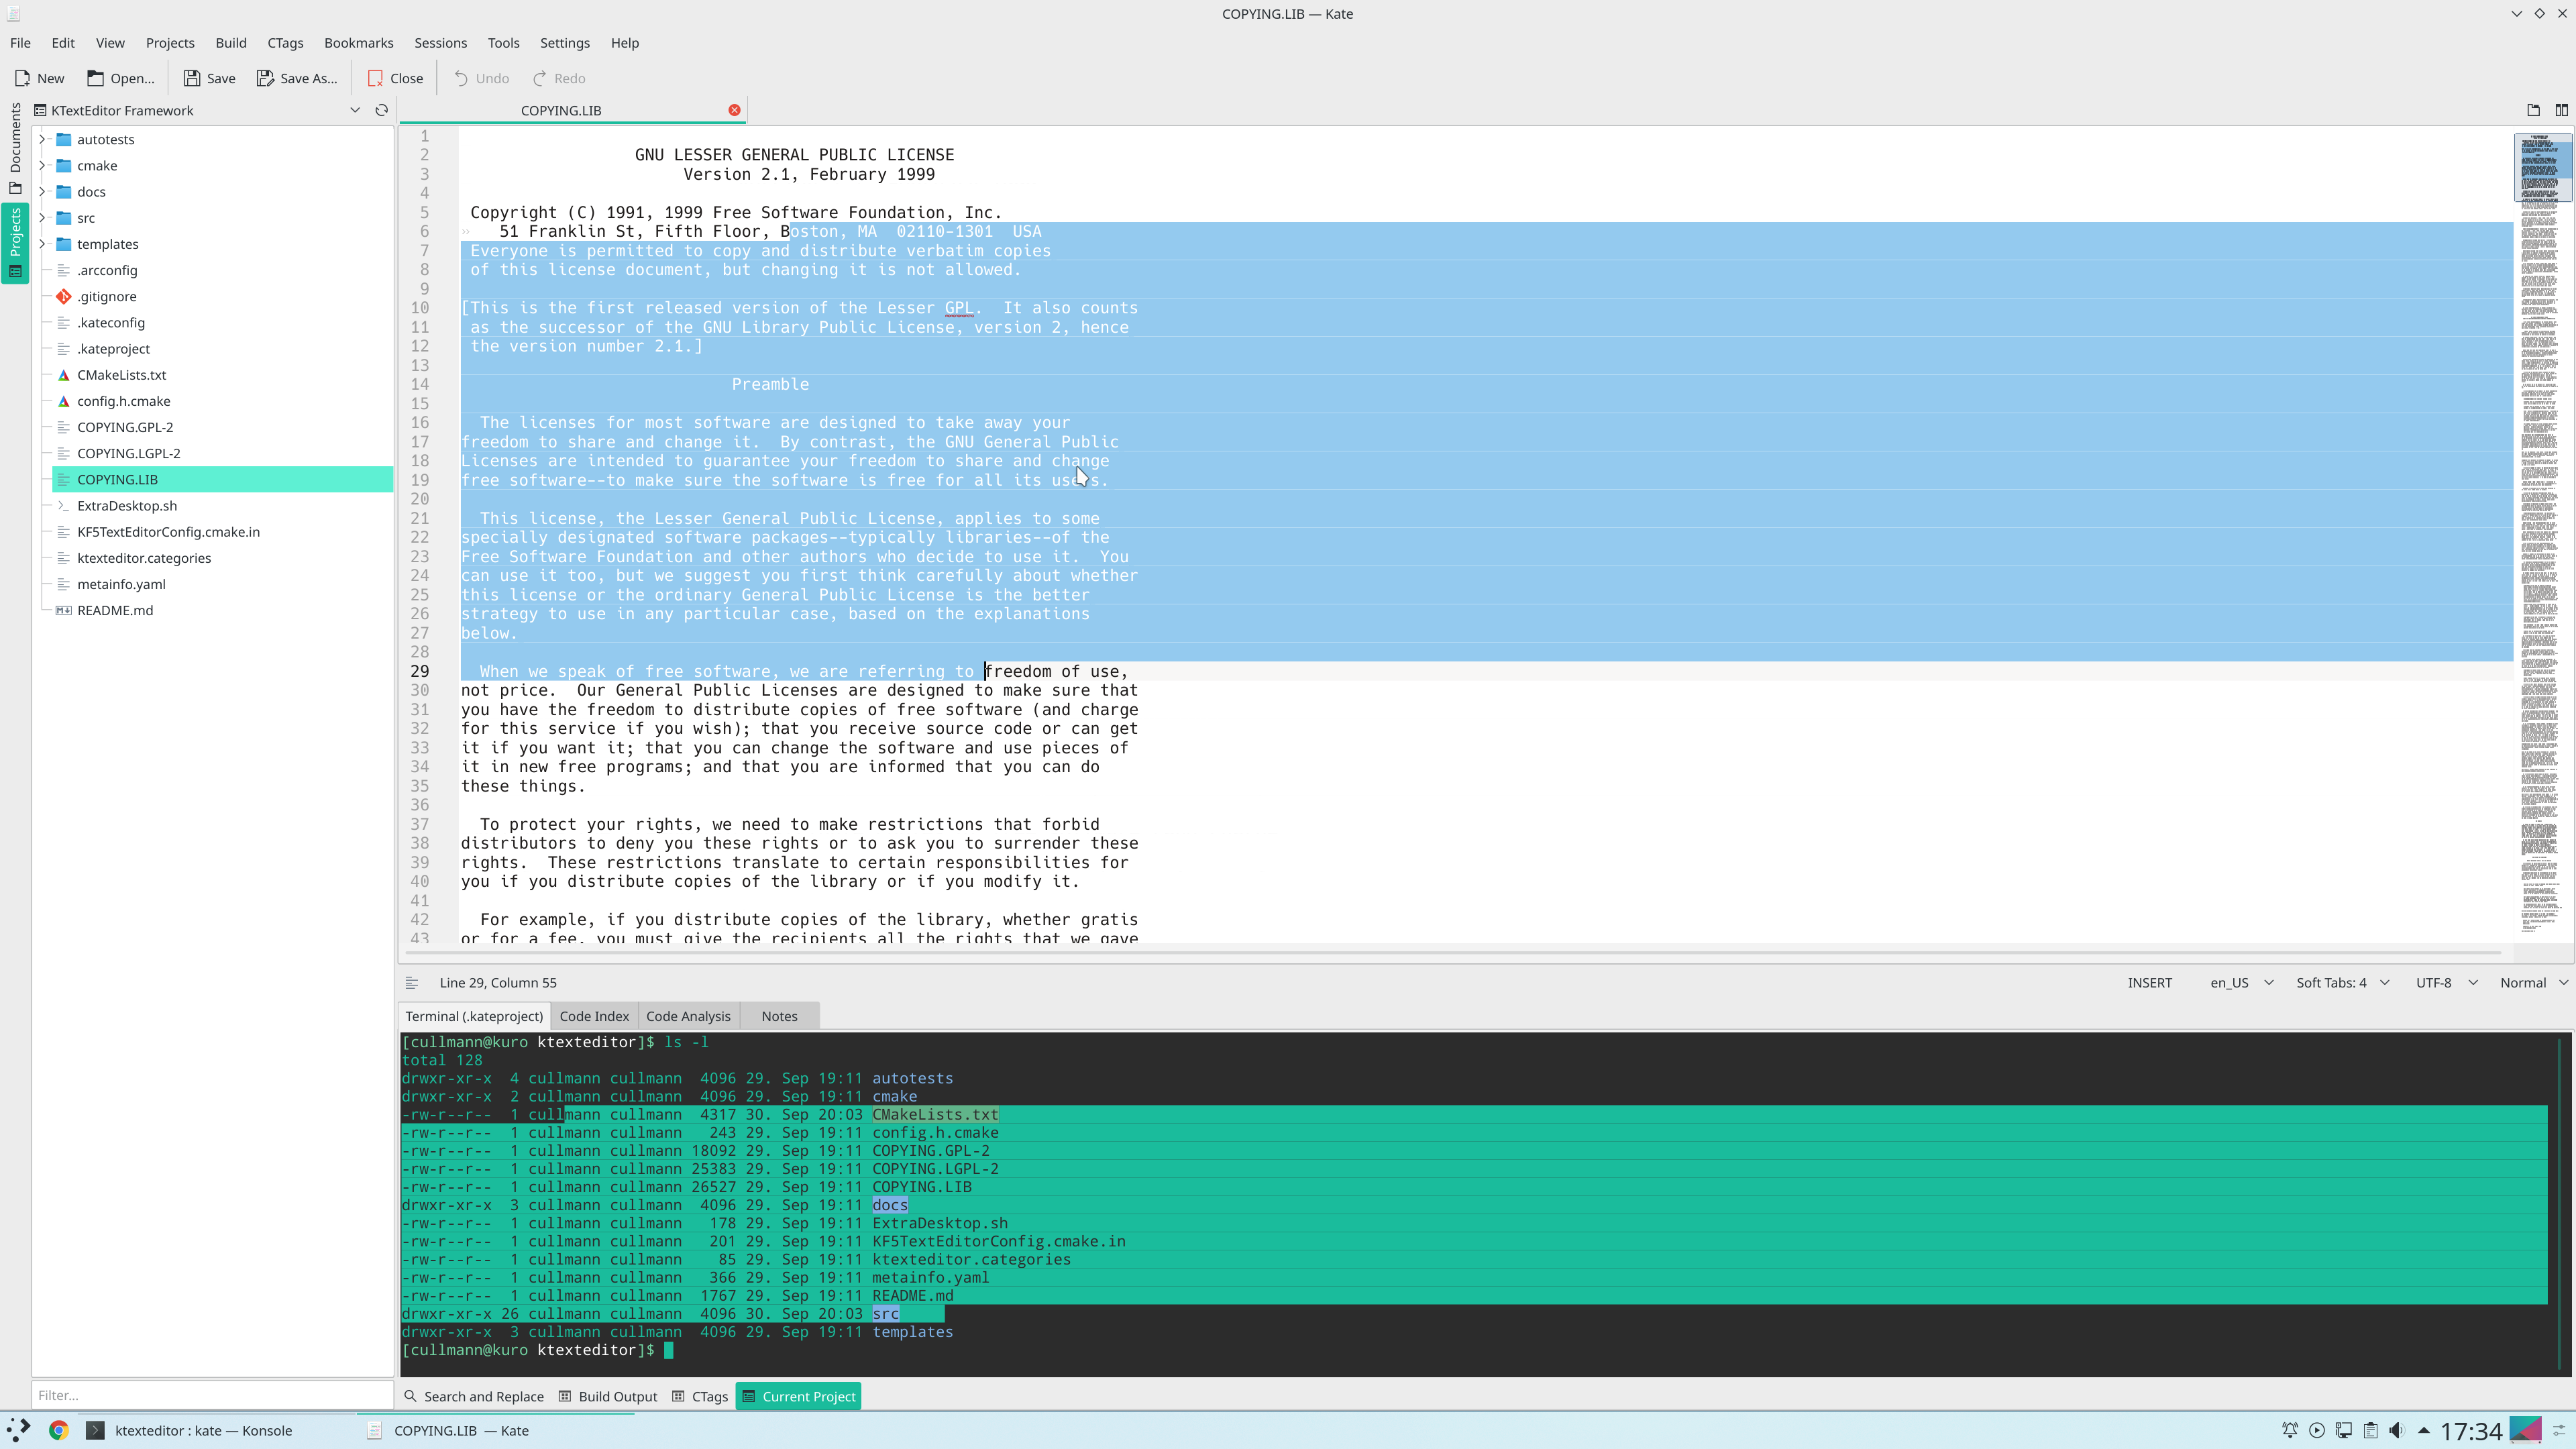 COPYING.LIB — Kate
File Edit View Projects Build CTags Bookmarks Sessions Tools Settings Help
New Open... Save Save As... Close Undo Redo
Documents
Projects
KTextEditor Framework
autotests
cmake
docs
src
templates
.arcconfig
.gitignore
.kateconfig
.kateproject
CMakeLists.txt
config.h.cmake
COPYING.GPL-2
COPYING.LGPL-2
COPYING.LIB
ExtraDesktop.sh
KF5TextEditorConfig.cmake.in
ktexteditor.categories
metainfo.yaml
README.md
Filter...
COPYING.LIB
1
2 GNU LESSER GENERAL PUBLIC LICENSE
3 Version 2.1, February 1999
4
5 Copyright (C) 1991, 1999 Free Software Foundation, Inc.
6 » 51 Franklin St, Fifth Floor, Boston, MA  02110-1301  USA
7 Everyone is permitted to copy and distribute verbatim copies
8 of this license document, but changing it is not allowed.
9
10 [This is the first released version of the Lesser GPL.  It also counts
11 as the successor of the GNU Library Public License, version 2, hence
12 the version number 2.1.]
13
14 Preamble
15
16 The licenses for most software are designed to take away your
17 freedom to share and change it.  By contrast, the GNU General Public
18 Licenses are intended to guarantee your freedom to share and change
19 free software--to make sure the software is free for all its users.
20
21 This license, the Lesser General Public License, applies to some
22 specially designated software packages--typically libraries--of the
23 Free Software Foundation and other authors who decide to use it.  You
24 can use it too, but we suggest you first think carefully about whether
25 this license or the ordinary General Public License is the better
26 strategy to use in any particular case, based on the explanations
27 below.
28
29 When we speak of free software, we are referring to freedom of use,
30 not price.  Our General Public Licenses are designed to make sure that
31 you have the freedom to distribute copies of free software (and charge
32 for this service if you wish); that you receive source code or can get
33 it if you want it; that you can change the software and use pieces of
34 it in new free programs; and that you are informed that you can do
35 these things.
36
37 To protect your rights, we need to make restrictions that forbid
38 distributors to deny you these rights or to ask you to surrender these
39 rights.  These restrictions translate to certain responsibilities for
40 you if you distribute copies of the library or if you modify it.
41
42 For example, if you distribute copies of the library, whether gratis
43 or for a fee, you must give the recipients all the rights that we gave
Line 29, Column 55 INSERT en_US Soft Tabs: 4 UTF-8 Normal
Terminal (.kateproject) Code Index Code Analysis Notes
[cullmann@kuro ktexteditor]$ ls -l
total 128
drwxr-xr-x  4 cullmann cullmann  4096 29. Sep 19:11 autotests
drwxr-xr-x  2 cullmann cullmann  4096 29. Sep 19:11 cmake
-rw-r--r--  1 cullmann cullmann  4317 30. Sep 20:03 CMakeLists.txt
-rw-r--r--  1 cullmann cullmann   243 29. Sep 19:11 config.h.cmake
-rw-r--r--  1 cullmann cullmann 18092 29. Sep 19:11 COPYING.GPL-2
-rw-r--r--  1 cullmann cullmann 25383 29. Sep 19:11 COPYING.LGPL-2
-rw-r--r--  1 cullmann cullmann 26527 29. Sep 19:11 COPYING.LIB
drwxr-xr-x  3 cullmann cullmann  4096 29. Sep 19:11 docs
-rw-r--r--  1 cullmann cullmann   178 29. Sep 19:11 ExtraDesktop.sh
-rw-r--r--  1 cullmann cullmann   201 29. Sep 19:11 KF5TextEditorConfig.cmake.in
-rw-r--r--  1 cullmann cullmann    85 29. Sep 19:11 ktexteditor.categories
-rw-r--r--  1 cullmann cullmann   366 29. Sep 19:11 metainfo.yaml
-rw-r--r--  1 cullmann cullmann  1767 29. Sep 19:11 README.md
drwxr-xr-x 26 cullmann cullmann  4096 30. Sep 20:03 src
drwxr-xr-x  3 cullmann cullmann  4096 29. Sep 19:11 templates
[cullmann@kuro ktexteditor]$
Search and Replace Build Output CTags Current Project
ktexteditor : kate — Konsole COPYING.LIB — Kate 17:34